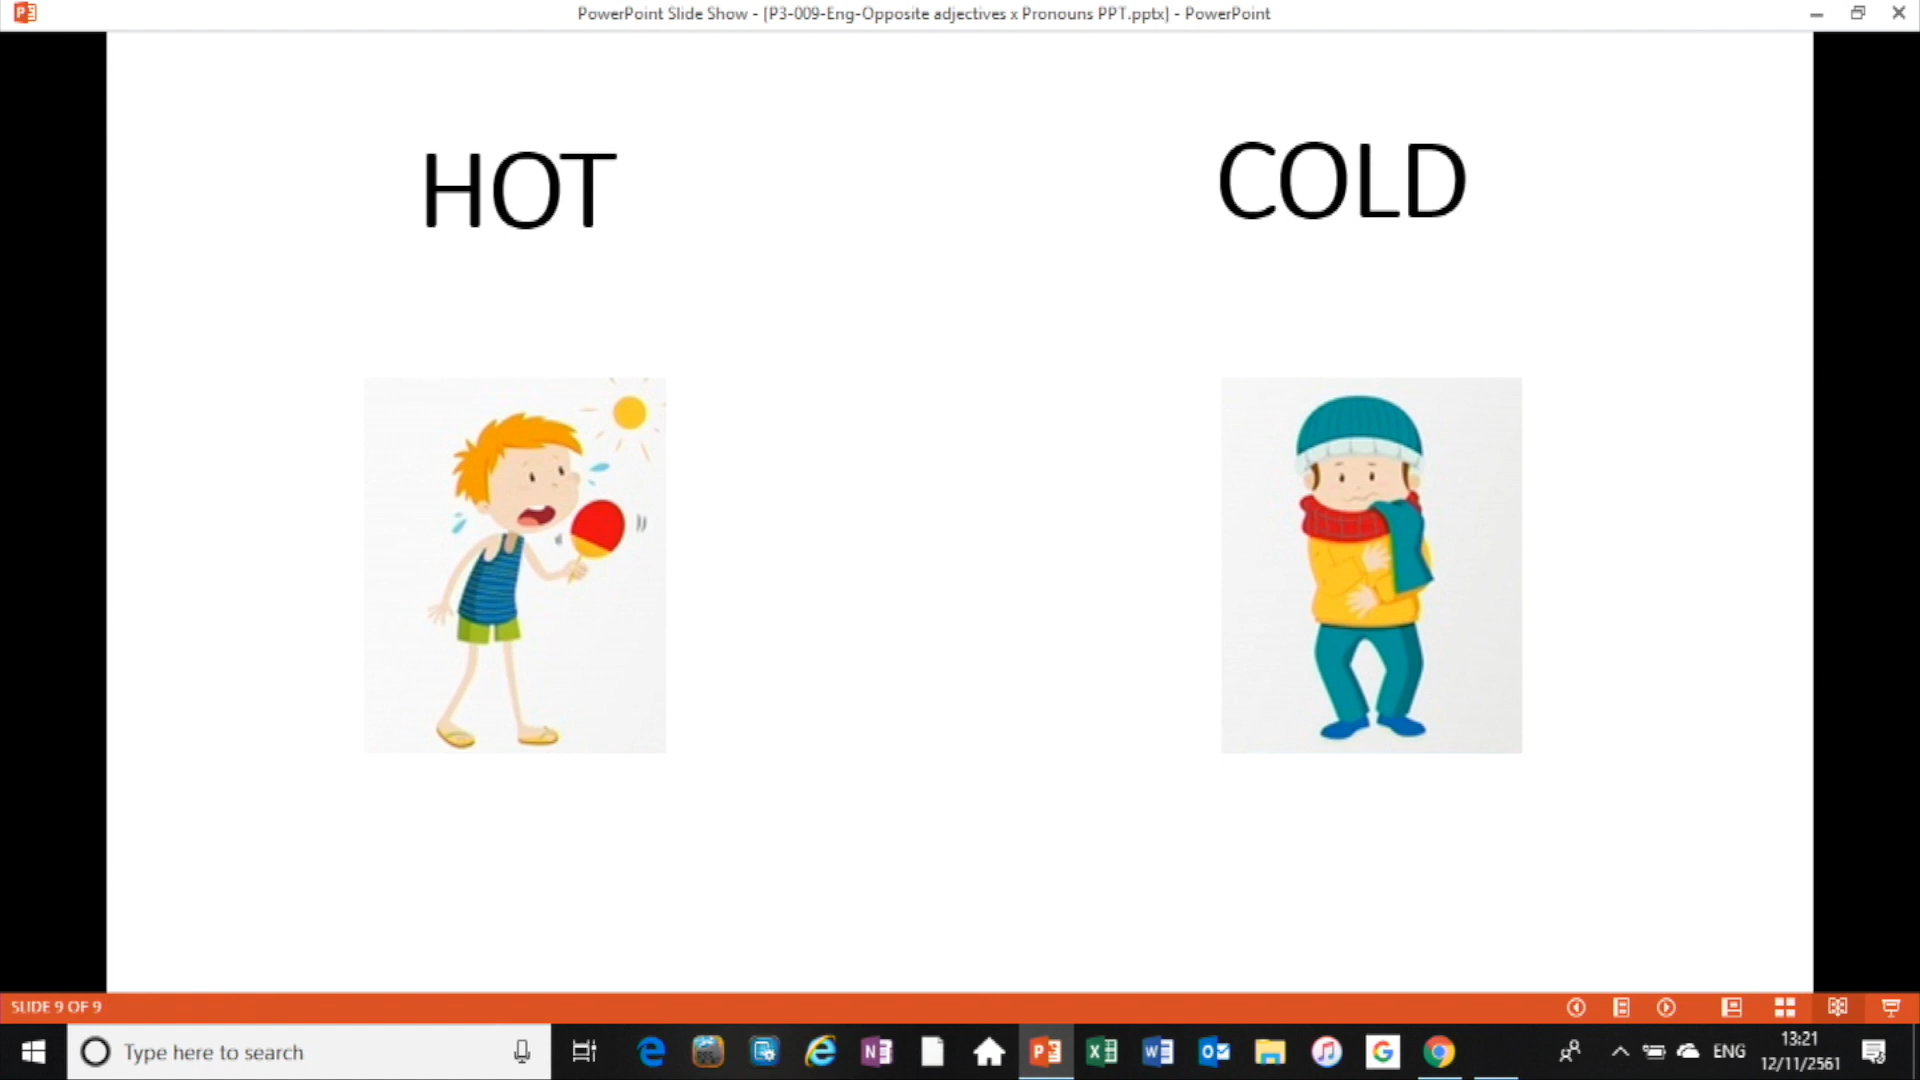 PowerPoint Slide Show - [P3-009-Eng-Opposite adjectives x Pronouns PPT.pptx] - PowerPoint
HOT
COLD
SLIDE 9 OF 9
Type here to search
ENG
13:21
12/11/2561